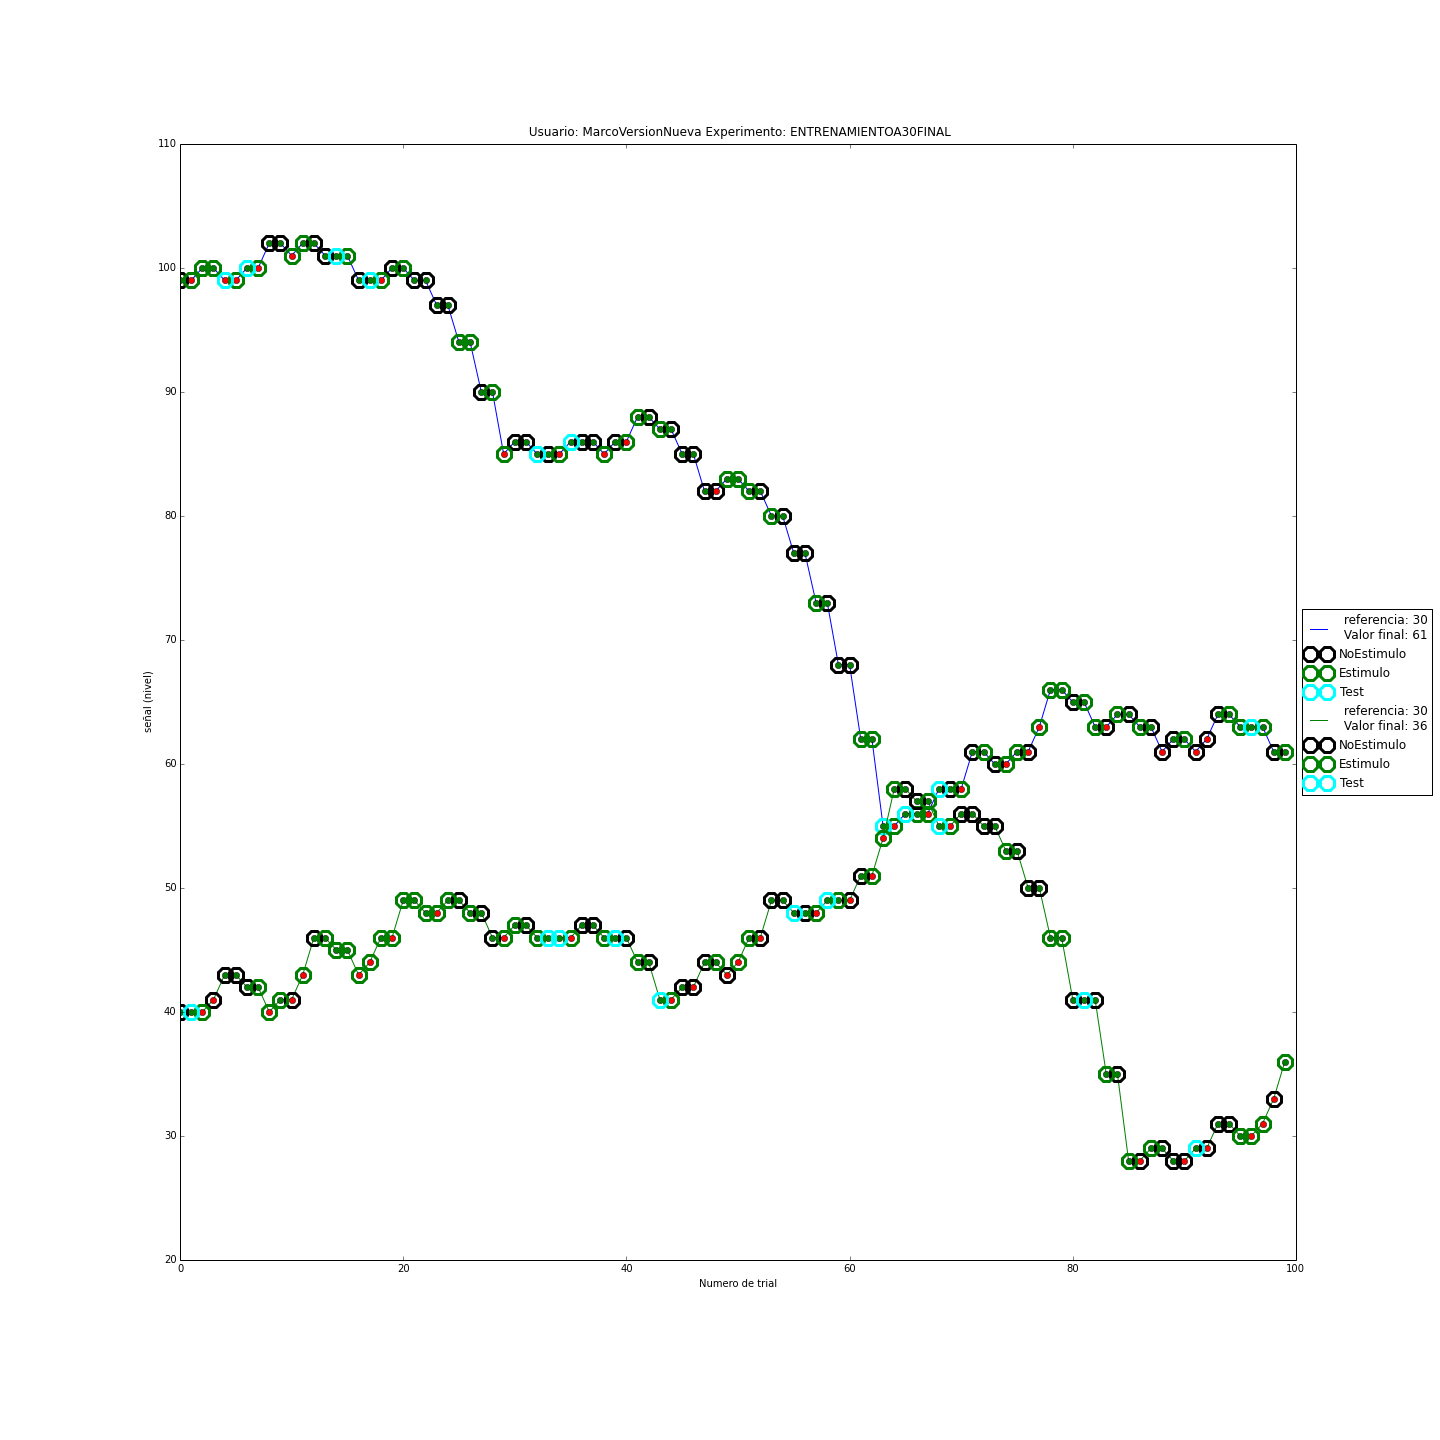 Usuario: MarcoVersionNueva Experimento: ENTRENAMIENTOA30FINAL
110
100
90
80
70
60
50
40
30
20
señal (nivel)
0 20 40 60 80 100
Numero de trial
referencia: 30
Valor final: 61
NoEstimulo
Estimulo
Test
referencia: 30
Valor final: 36
NoEstimulo
Estimulo
Test